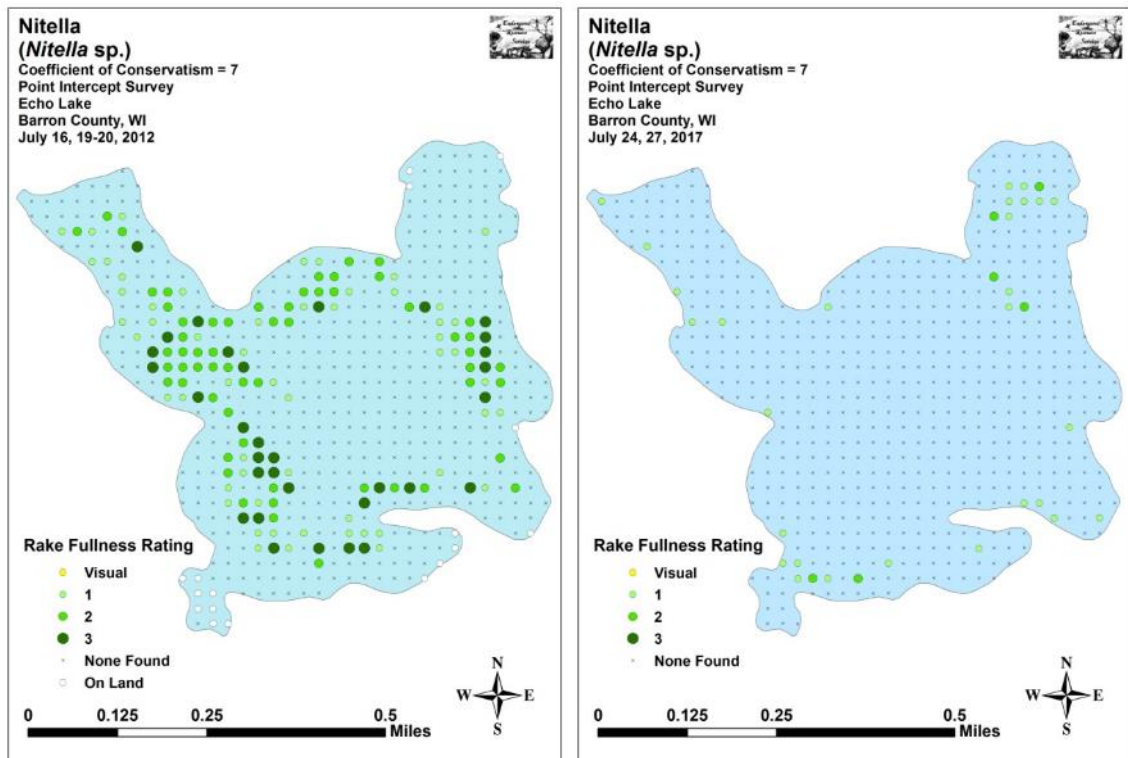 Nitella
(Nitella sp.)
Coefficient of Conservatism = 7
Point Intercept Survey
Echo Lake
Barron County, WI
July 16, 19-20, 2012
Rake Fullness Rating
Visual
1
2
3
None Found
On Land
N
W E
S
0 0.125 0.25 0.5
Miles
Nitella
(Nitella sp.)
Coefficient of Conservatism = 7
Point Intercept Survey
Echo Lake
Barron County, WI
July 24, 27, 2017
Rake Fullness Rating
Visual
1
2
3
None Found
N
W E
S
0 0.125 0.25 0.5
Miles